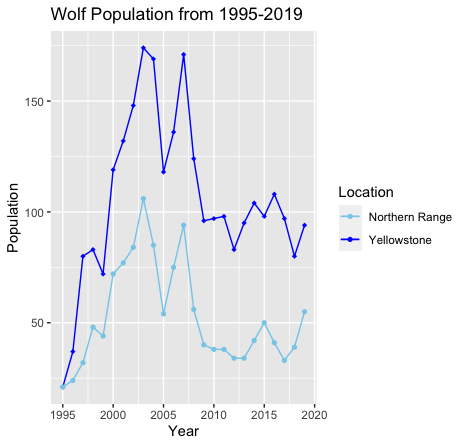 Wolf Population from 1995-2019
Population
150
100
50
1995 2000 2005 2010 2015 2020
Year
Location
Northern Range
Yellowstone